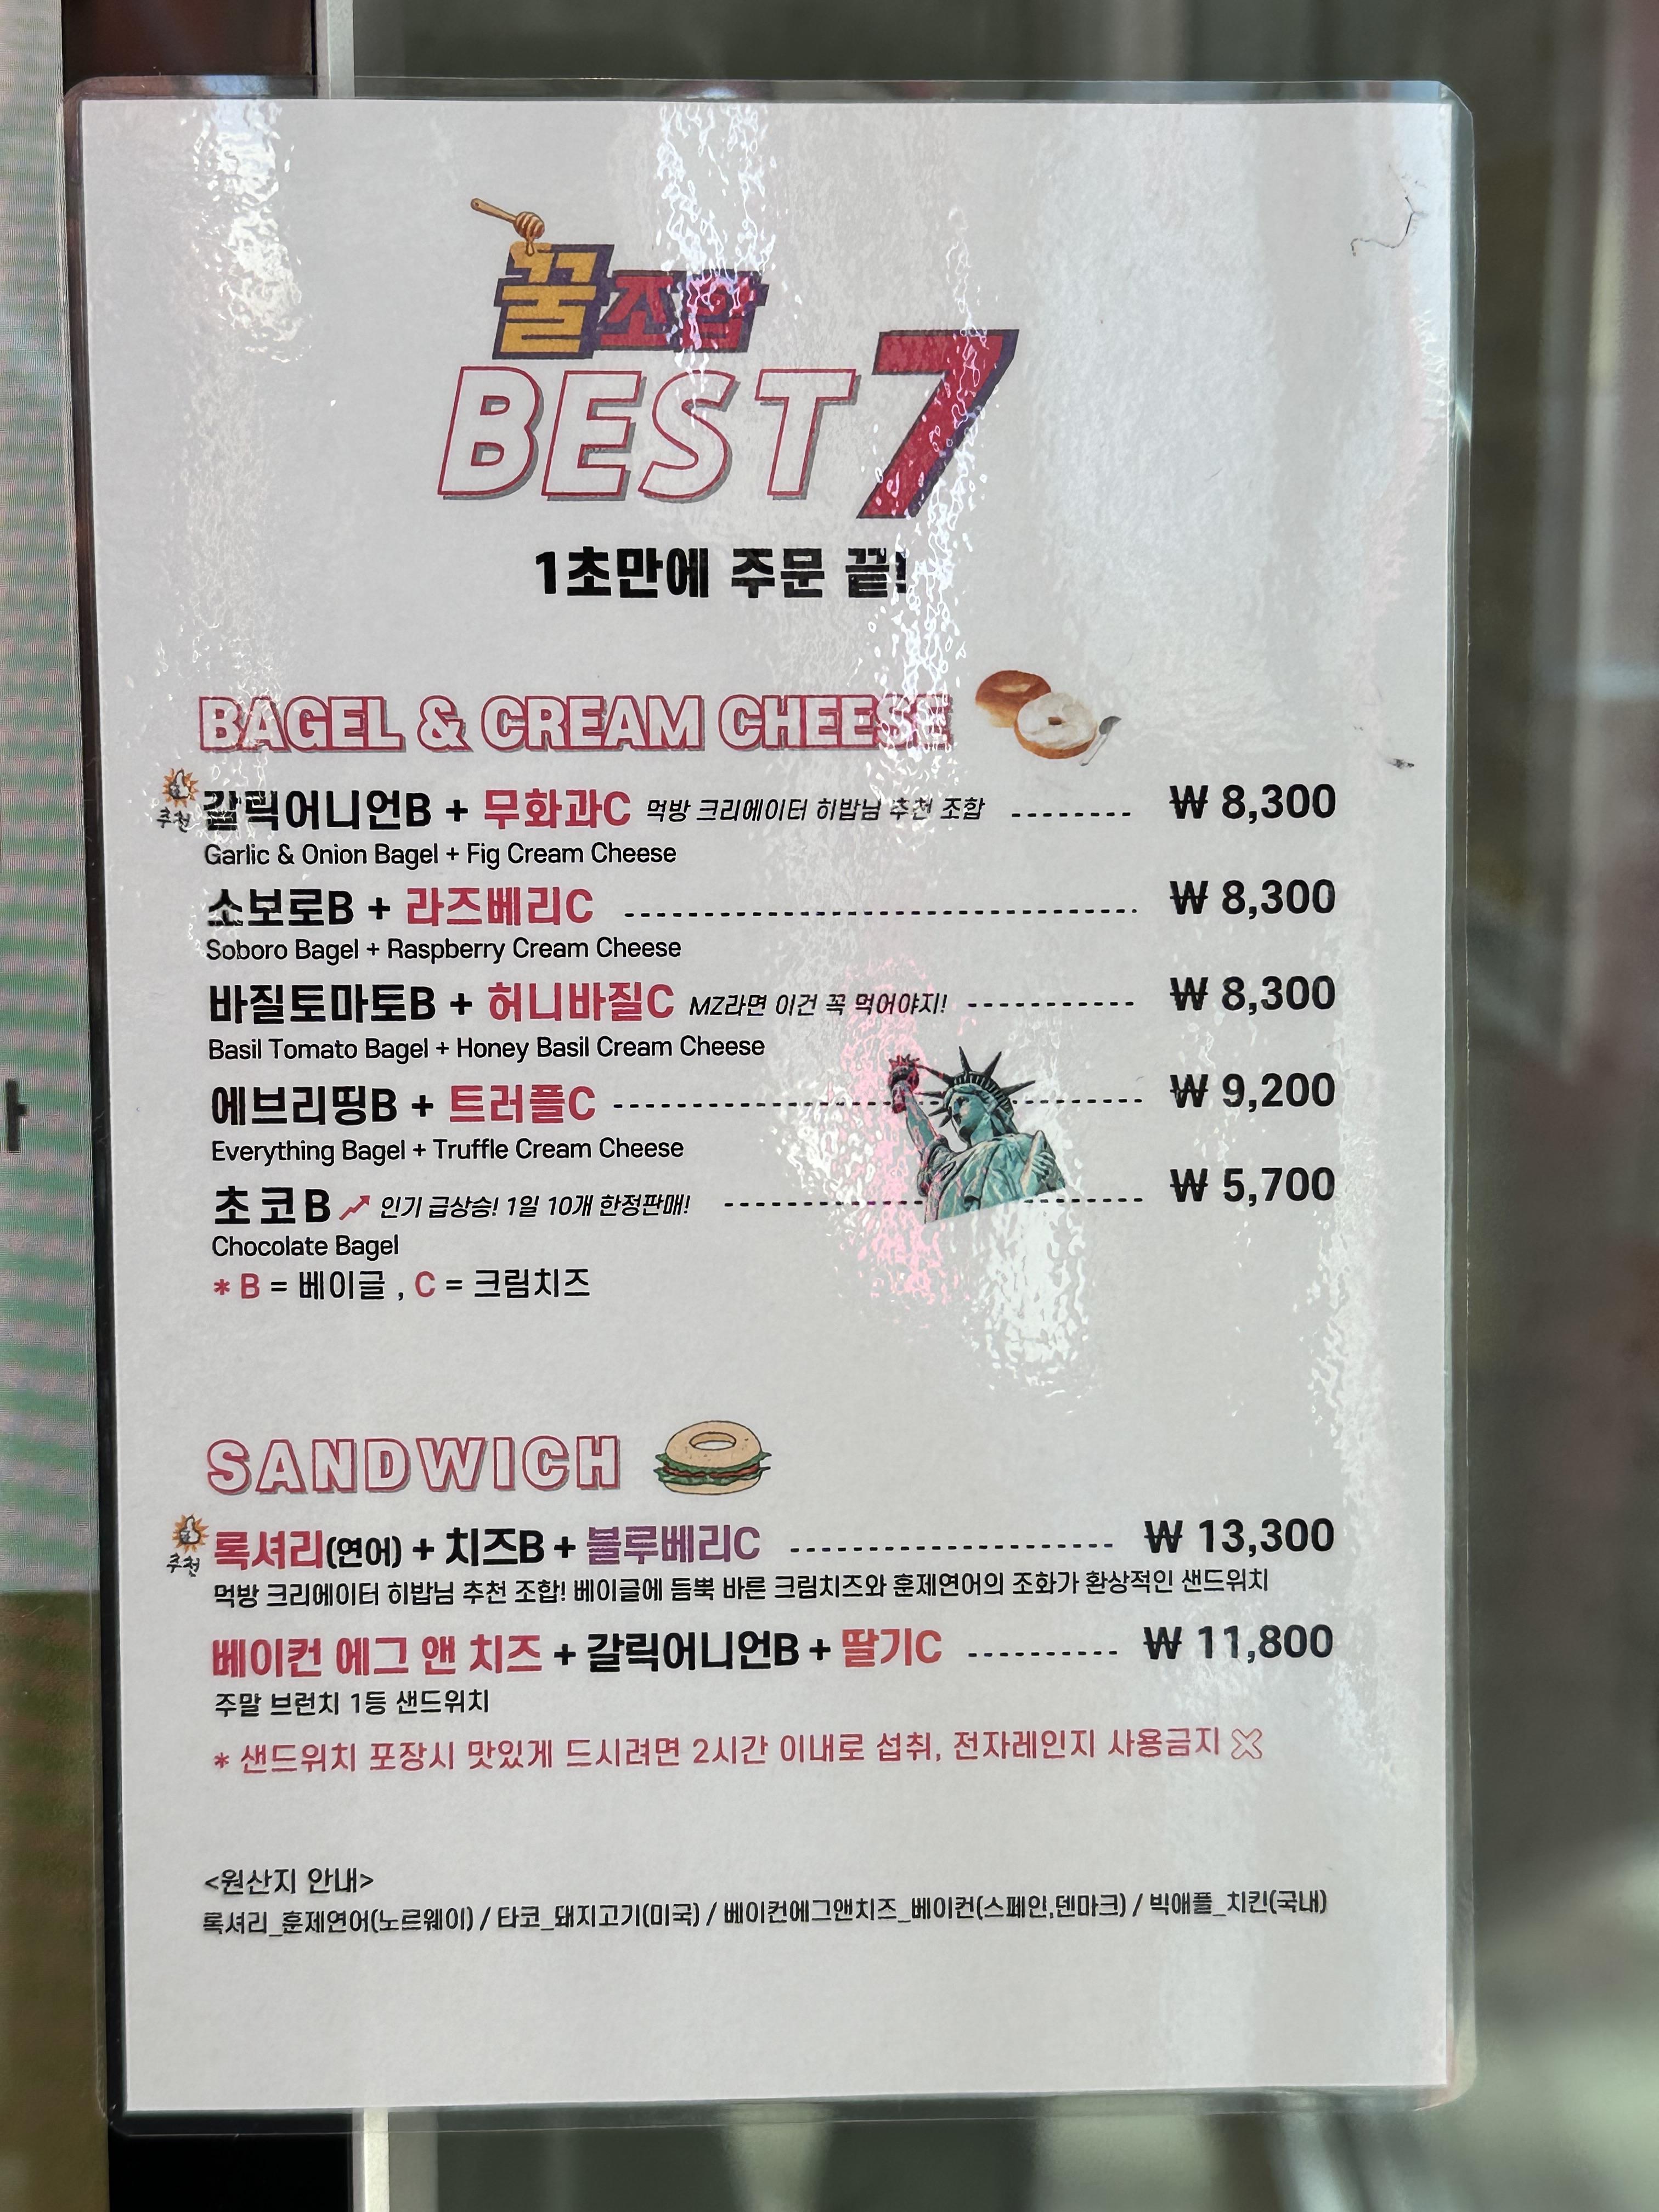 꿀조합
BEST 7
1초만에 주문 끝!
BAGEL & CREAM CHEESE
추천 갈릭어니언B + 무화과C 먹방 크리에이터 히밥님 추천 조합 -------- ₩ 8,300
Garlic & Onion Bagel + Fig Cream Cheese
소보로B + 라즈베리C ₩ 8,300
Soboro Bagel + Raspberry Cream Cheese
바질토마토B + 허니바질C MZ라면 이건 꼭 먹어야지! ₩ 8,300
Basil Tomato Bagel + Honey Basil Cream Cheese
에브리띵B + 트러플C ₩ 9,200
Everything Bagel + Truffle Cream Cheese
초코B 인기 급상승! 1일 10개 한정판매! ₩ 5,700
Chocolate Bagel
* B = 베이글 , C = 크림치즈
SANDWICH
추천 록셔리(연어) + 치즈B + 블루베리C ₩ 13,300
먹방 크리에이터 히밥님 추천 조합! 베이글에 듬뿍 바른 크림치즈와 훈제연어의 조화가 환상적인 샌드위치
베이컨 에그 앤 치즈 + 갈릭어니언B + 딸기C ₩ 11,800
주말 브런치 1등 샌드위치
* 샌드위치 포장시 맛있게 드시려면 2시간 이내로 섭취, 전자레인지 사용금지
<원산지 안내>
록셔리_훈제연어(노르웨이) / 타코_돼지고기(미국) / 베이컨에그앤치즈_베이컨(스페인,덴마크) / 빅애플_치킨(국내)